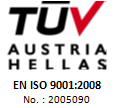 TÜV
AUSTRIA
HELLAS
EN ISO 9001:2008
No. : 2005090